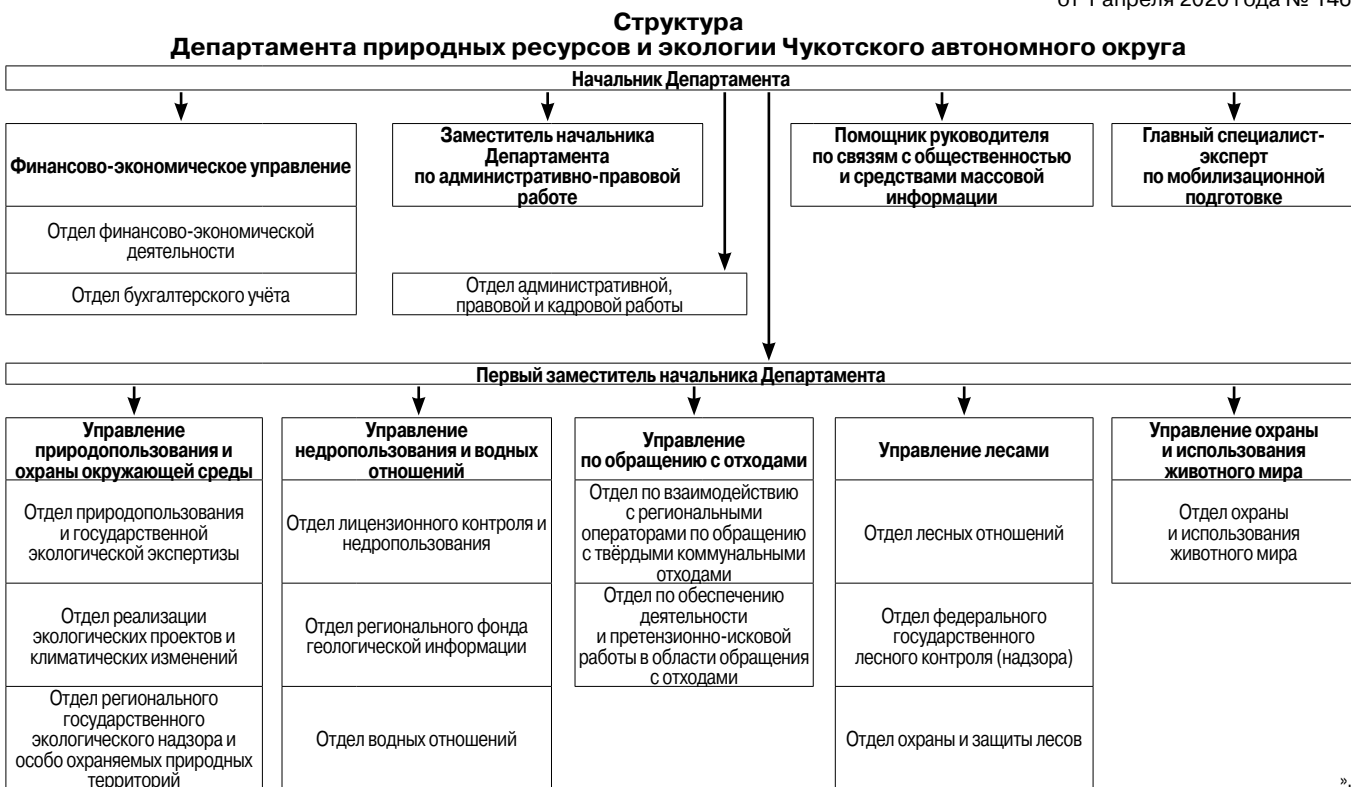 от 1 апреля 2020 года № 146
Структура
Департамента природных ресурсов и экологии Чукотского автономного округа
Начальник Департамента
Финансово-экономическое управление
Заместитель начальника
Департамента
по административно-правовой
работе
Помощник руководителя
по связям с общественностью
и средствами массовой
информации
Главный специалист-
эксперт
по мобилизационной
подготовке
Отдел финансово-экономической
деятельности
Отдел бухгалтерского учёта
Отдел административной,
правовой и кадровой работы
Первый заместитель начальника Департамента
Управление
природопользования и
охраны окружающей среды
Управление
недропользования и водных
отношений
Управление
по обращению с отходами
Управление лесами
Управление охраны
и использования
животного мира
Отдел природопользования
и государственной
экологической экспертизы
Отдел лицензионного контроля и
недропользования
Отдел по взаимодействию
с региональными
операторами по обращению
с твёрдыми коммунальными
отходами
Отдел лесных отношений
Отдел охраны
и использования
животного мира
Отдел реализации
экологических проектов и
климатических изменений
Отдел регионального фонда
геологической информации
Отдел по обеспечению
деятельности
и претензионно-исковой
работы в области обращения
с отходами
Отдел федерального
государственного
лесного контроля (надзора)
Отдел регионального
государственного
экологического надзора и
особо охраняемых природных
территорий
Отдел водных отношений
Отдел охраны и защиты лесов
».